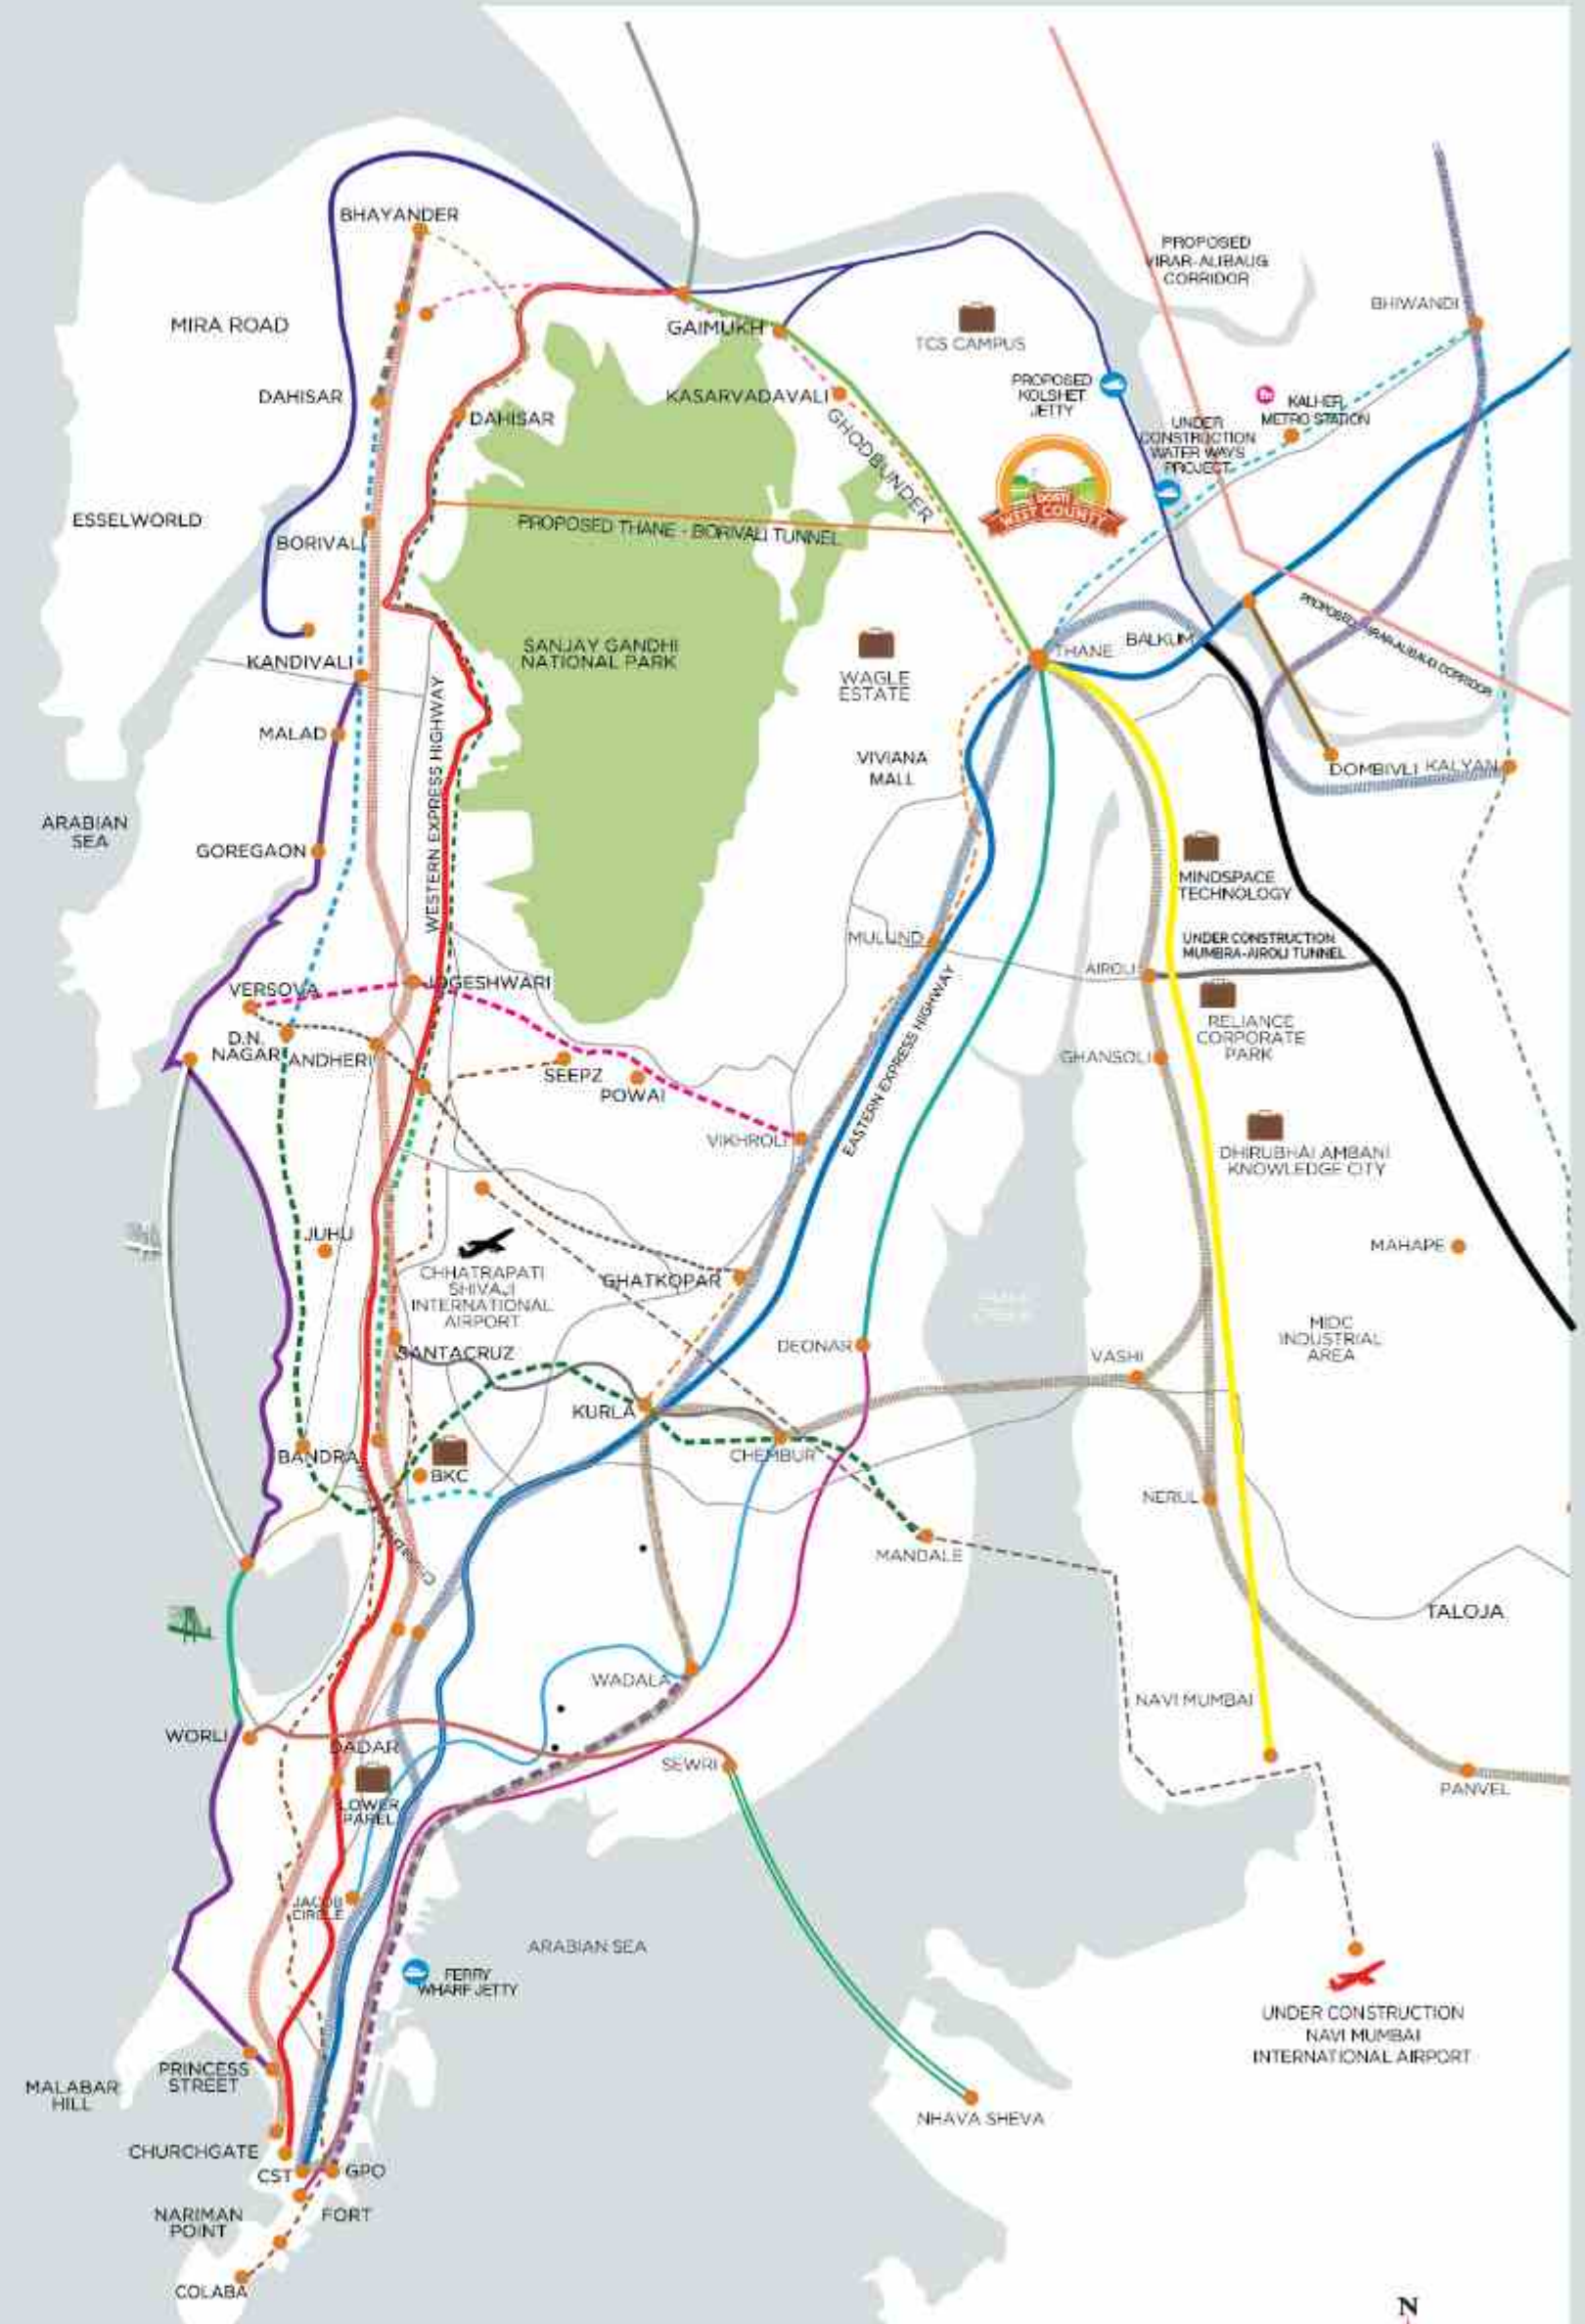 BHAYANDER
PROPOSED
VIRAR-ALIBAUG
CORRIDOR
BHIWANDI
MIRA ROAD
GAIMUKH
TCS CAMPUS
DAHISAR
DAHISAR
KASARVADAVALI
PROPOSED
KOLSHET
JETTY
KALHER
METRO STATION
UNDER
CONSTRUCTION
WATER WAYS
PROJECT
GHODBUNDER
DOSTI
WEST COUNTY
ESSELWORLD
BORIVALI
PROPOSED THANE - BORIVALI TUNNEL
PROPOSED VIRAR-ALIBAUG CORRIDOR
SANJAY GANDHI
NATIONAL PARK
THANE
BALKUM
KANDIVALI
WAGLE
ESTATE
MALAD
WESTERN EXPRESS HIGHWAY
VIVIANA
MALL
DOMBIVLI
KALYAN
ARABIAN
SEA
GOREGAON
MINDSPACE
TECHNOLOGY
MULUND
UNDER CONSTRUCTION
MUMBRA-AIROLI TUNNEL
AIROLI
VERSOVA
JOGESHWARI
EASTERN EXPRESS HIGHWAY
RELIANCE
CORPORATE
PARK
D.N.
NAGAR
ANDHERI
SEEPZ
POWAI
GHANSOLI
VIKHROLI
DHIRUBHAI AMBANI
KNOWLEDGE CITY
JUHU
MAHAPE
CHHATRAPATI
SHIVAJI
INTERNATIONAL
AIRPORT
GHATKOPAR
SANTACRUZ
DEONAR
VASHI
MIDC
INDUSTRIAL
AREA
KURLA
BANDRA
BKC
CHEMBUR
NERUL
MANDALE
TALOJA
WADALA
NAVI MUMBAI
WORLI
DADAR
SEWRI
PANVEL
LOWER
PAREL
JACOB
CIRCLE
ARABIAN SEA
FERRY
WHARF JETTY
UNDER CONSTRUCTION
NAVI MUMBAI
INTERNATIONAL AIRPORT
PRINCESS
STREET
MALABAR
HILL
NHAVA SHEVA
CHURCHGATE
CST
GPO
NARIMAN
POINT
FORT
COLABA
N